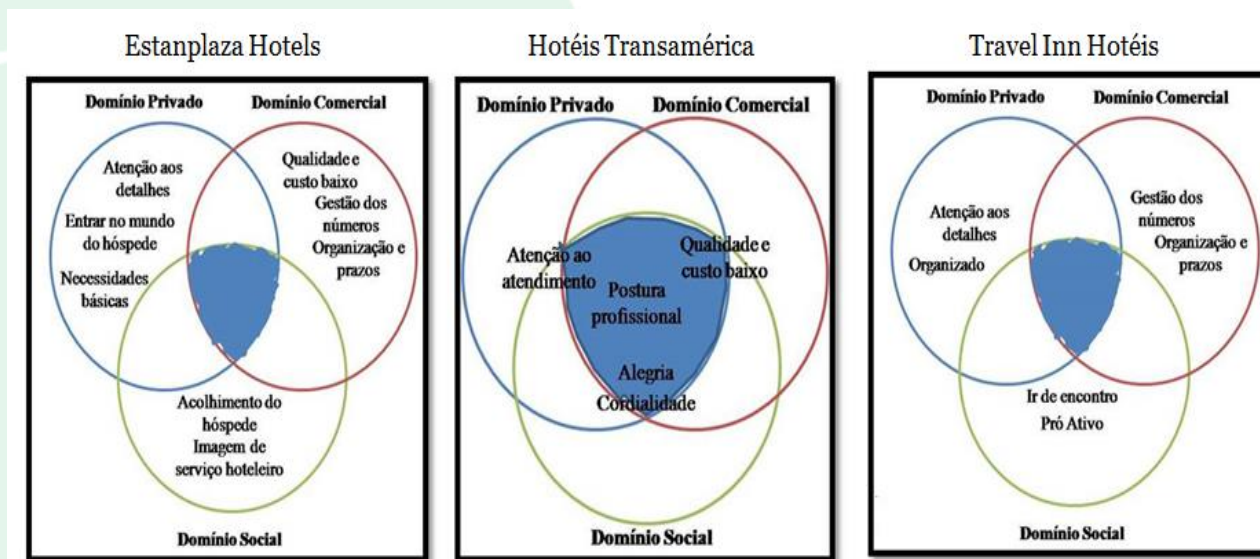 Estanplaza Hotels
Domínio Privado
Domínio Comercial
Atenção aos
detalhes
Entrar no mundo
do hóspede
Necessidades
básicas
Qualidade e
custo baixo
Gestão dos
números
Organização e
prazos
Acolhimento do
hóspede
Imagem de
serviço hoteleiro
Domínio Social
Hotéis Transamérica
Domínio Privado
Domínio Comercial
Atenção ao
atendimento
Qualidade e
custo baixo
Postura
profissional
Alegria
Cordialidade
Domínio Social
Travel Inn Hotéis
Domínio Privado
Domínio Comercial
Atenção aos
detalhes
Organizado
Gestão dos
números
Organização e
prazos
Ir de encontro
Pró Ativo
Domínio Social